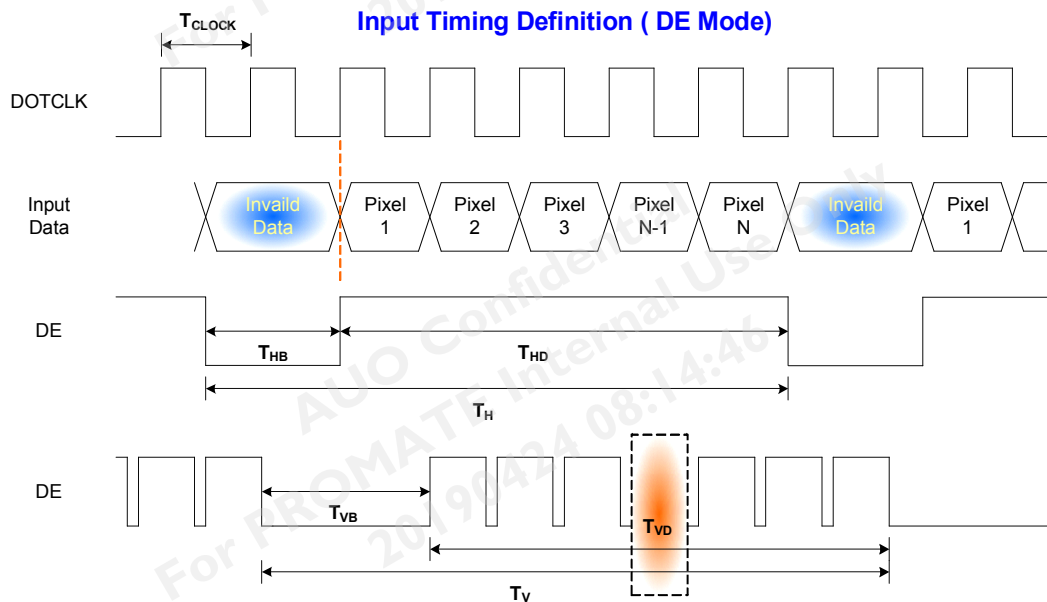 Input Timing Definition ( DE Mode)
TCLOCK
DOTCLK
Input
Data
Invaild
Data
Pixel
1
Pixel
2
Pixel
3
Pixel
N-1
Pixel
N
Invaild
Data
Pixel
1
DE
THB
THD
TH
DE
TVB
TVD
TV
AUO Confidential
For PROMATE Internal Use Only
20190424 08:14:46